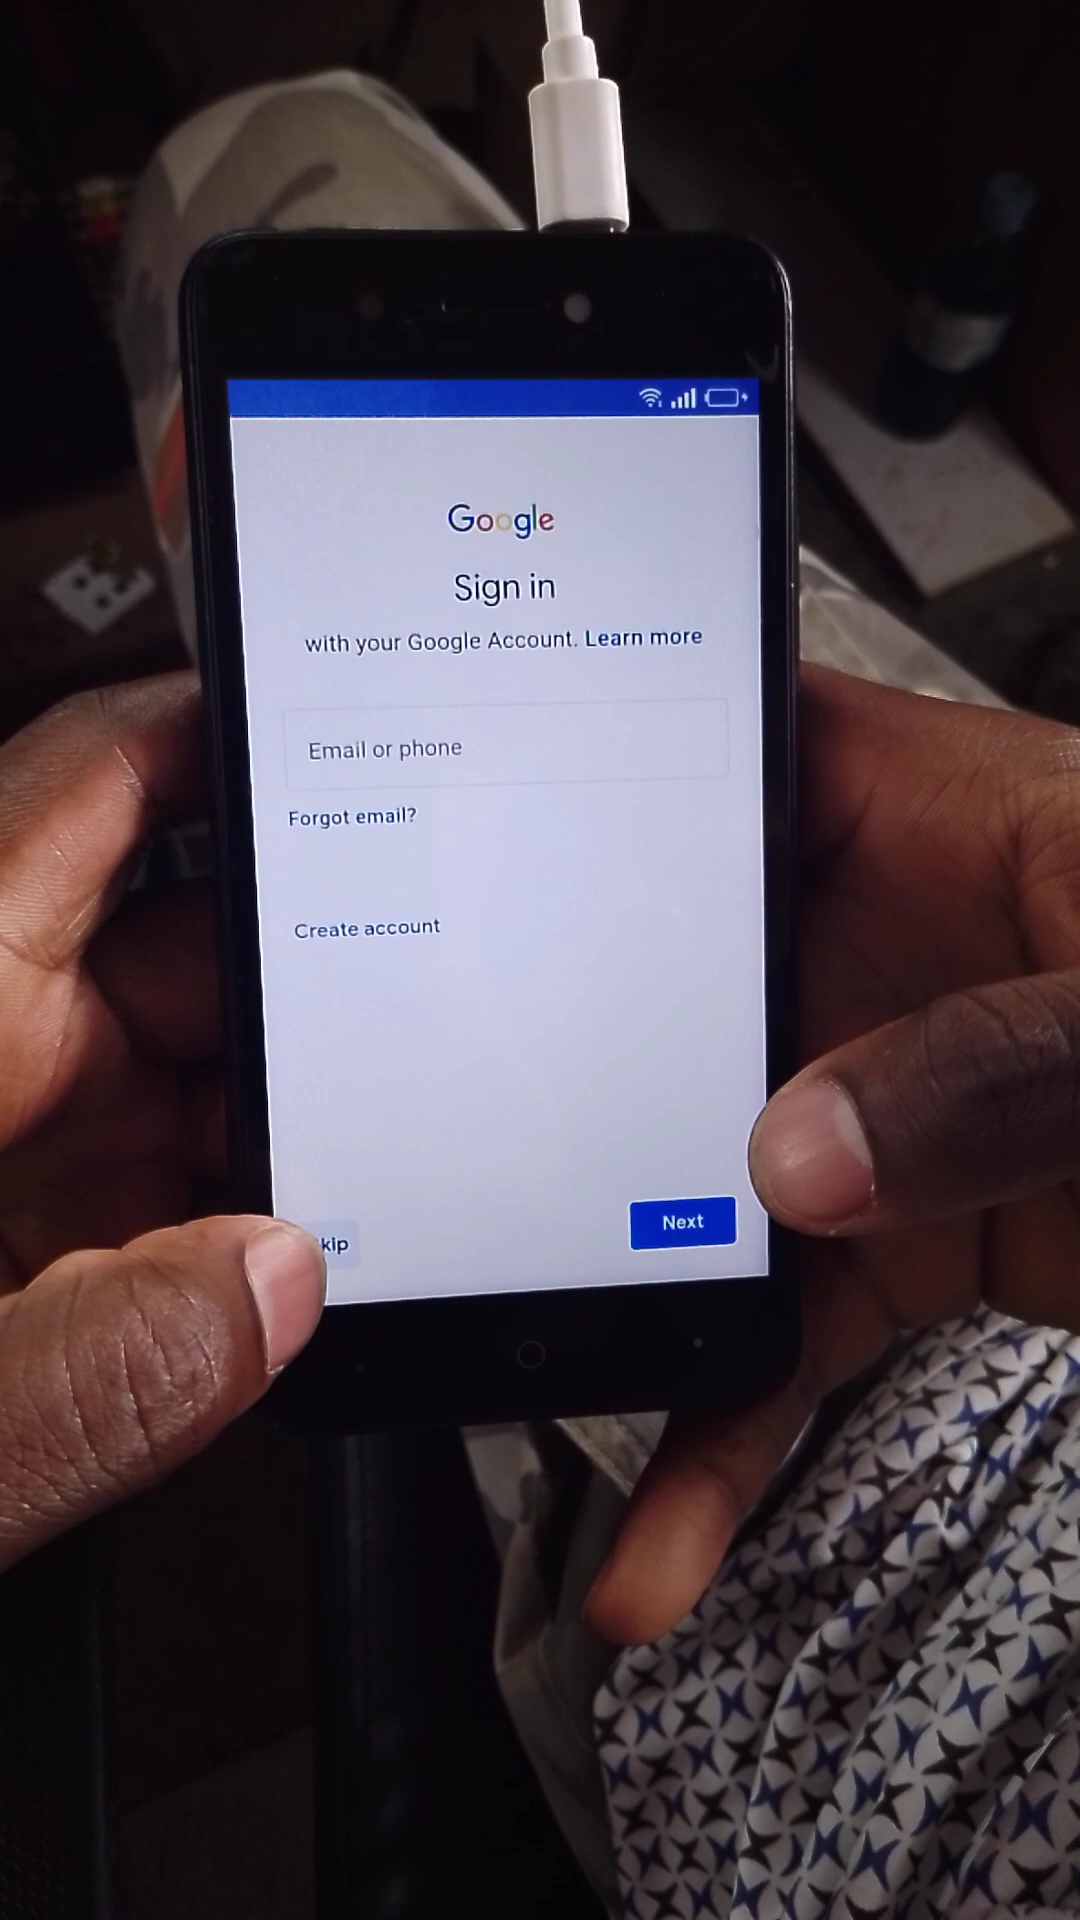 Google
Sign in
with your Google Account. Learn more
Email or phone
Forgot email?
Create account
kip
Next